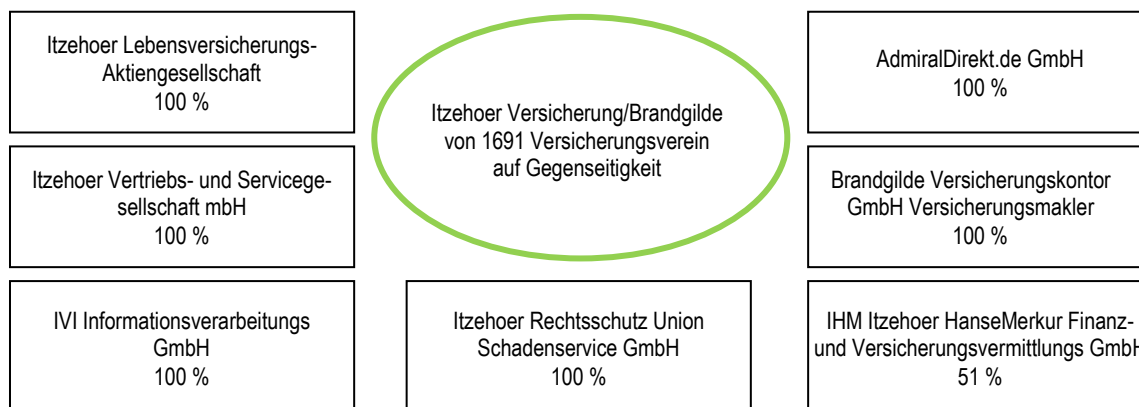 Itzehoer Lebensversicherungs-
Aktiengesellschaft
100 %
Itzehoer Versicherung/Brandgilde
von 1691 Versicherungsverein
auf Gegenseitigkeit
AdmiralDirekt.de GmbH
100 %
Itzehoer Vertriebs- und Servicege-
sellschaft mbH
100 %
Brandgilde Versicherungskontor
GmbH Versicherungsmakler
100 %
IVI Informationsverarbeitungs
GmbH
100 %
Itzehoer Rechtsschutz Union
Schadenservice GmbH
100 %
IHM Itzehoer HanseMerkur Finanz-
und Versicherungsvermittlungs GmbH
51 %